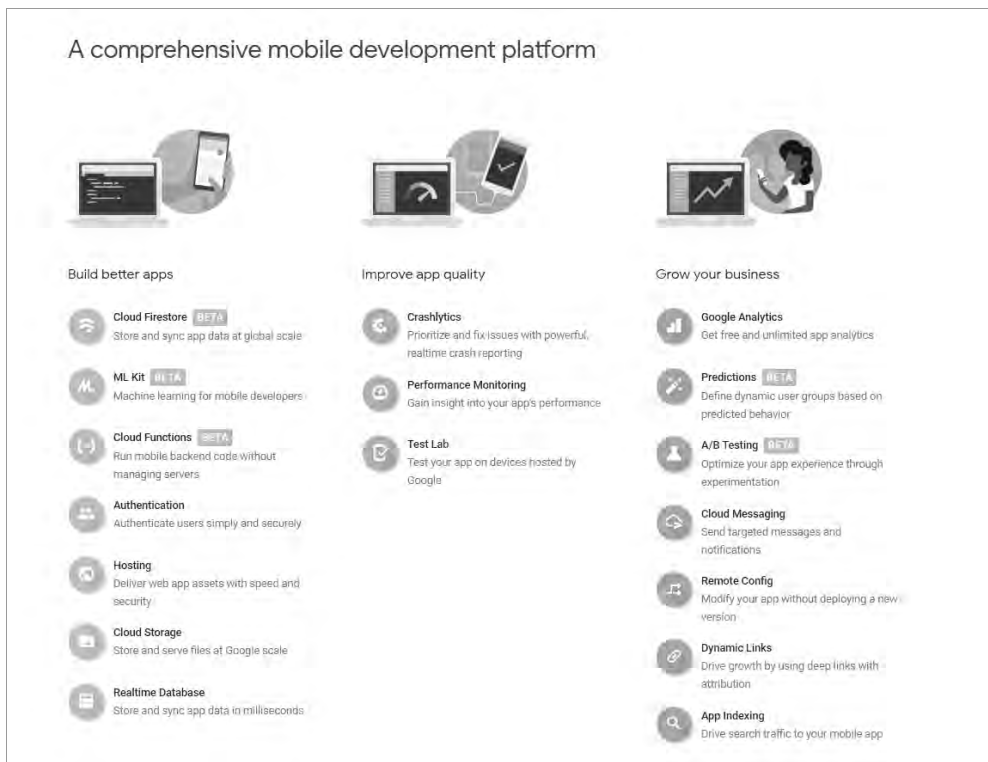 A comprehensive mobile development platform
Build better apps
Cloud Firestore BETA
Store and sync app data at global scale
ML Kit BETA
Machine learning for mobile developers
Cloud Functions BETA
Run mobile backend code without
managing servers
Authentication
Authenticate users simply and securely
Hosting
Deliver web app assets with speed and
security
Cloud Storage
Store and serve files at Google scale
Realtime Database
Store and sync app data in milliseconds
Improve app quality
Crashlytics
Prioritize and fix issues with powerful,
realtime crash reporting
Performance Monitoring
Gain insight into your app's performance
Test Lab
Test your app on devices hosted by
Google
Grow your business
Google Analytics
Get free and unlimited app analytics
Predictions BETA
Define dynamic user groups based on
predicted behavior
A/B Testing BETA
Optimize your app experience through
experimentation
Cloud Messaging
Send targeted messages and
notifications
Remote Config
Modify your app without deploying a new
version
Dynamic Links
Drive growth by using deep links with
attribution
App Indexing
Drive search traffic to your mobile app